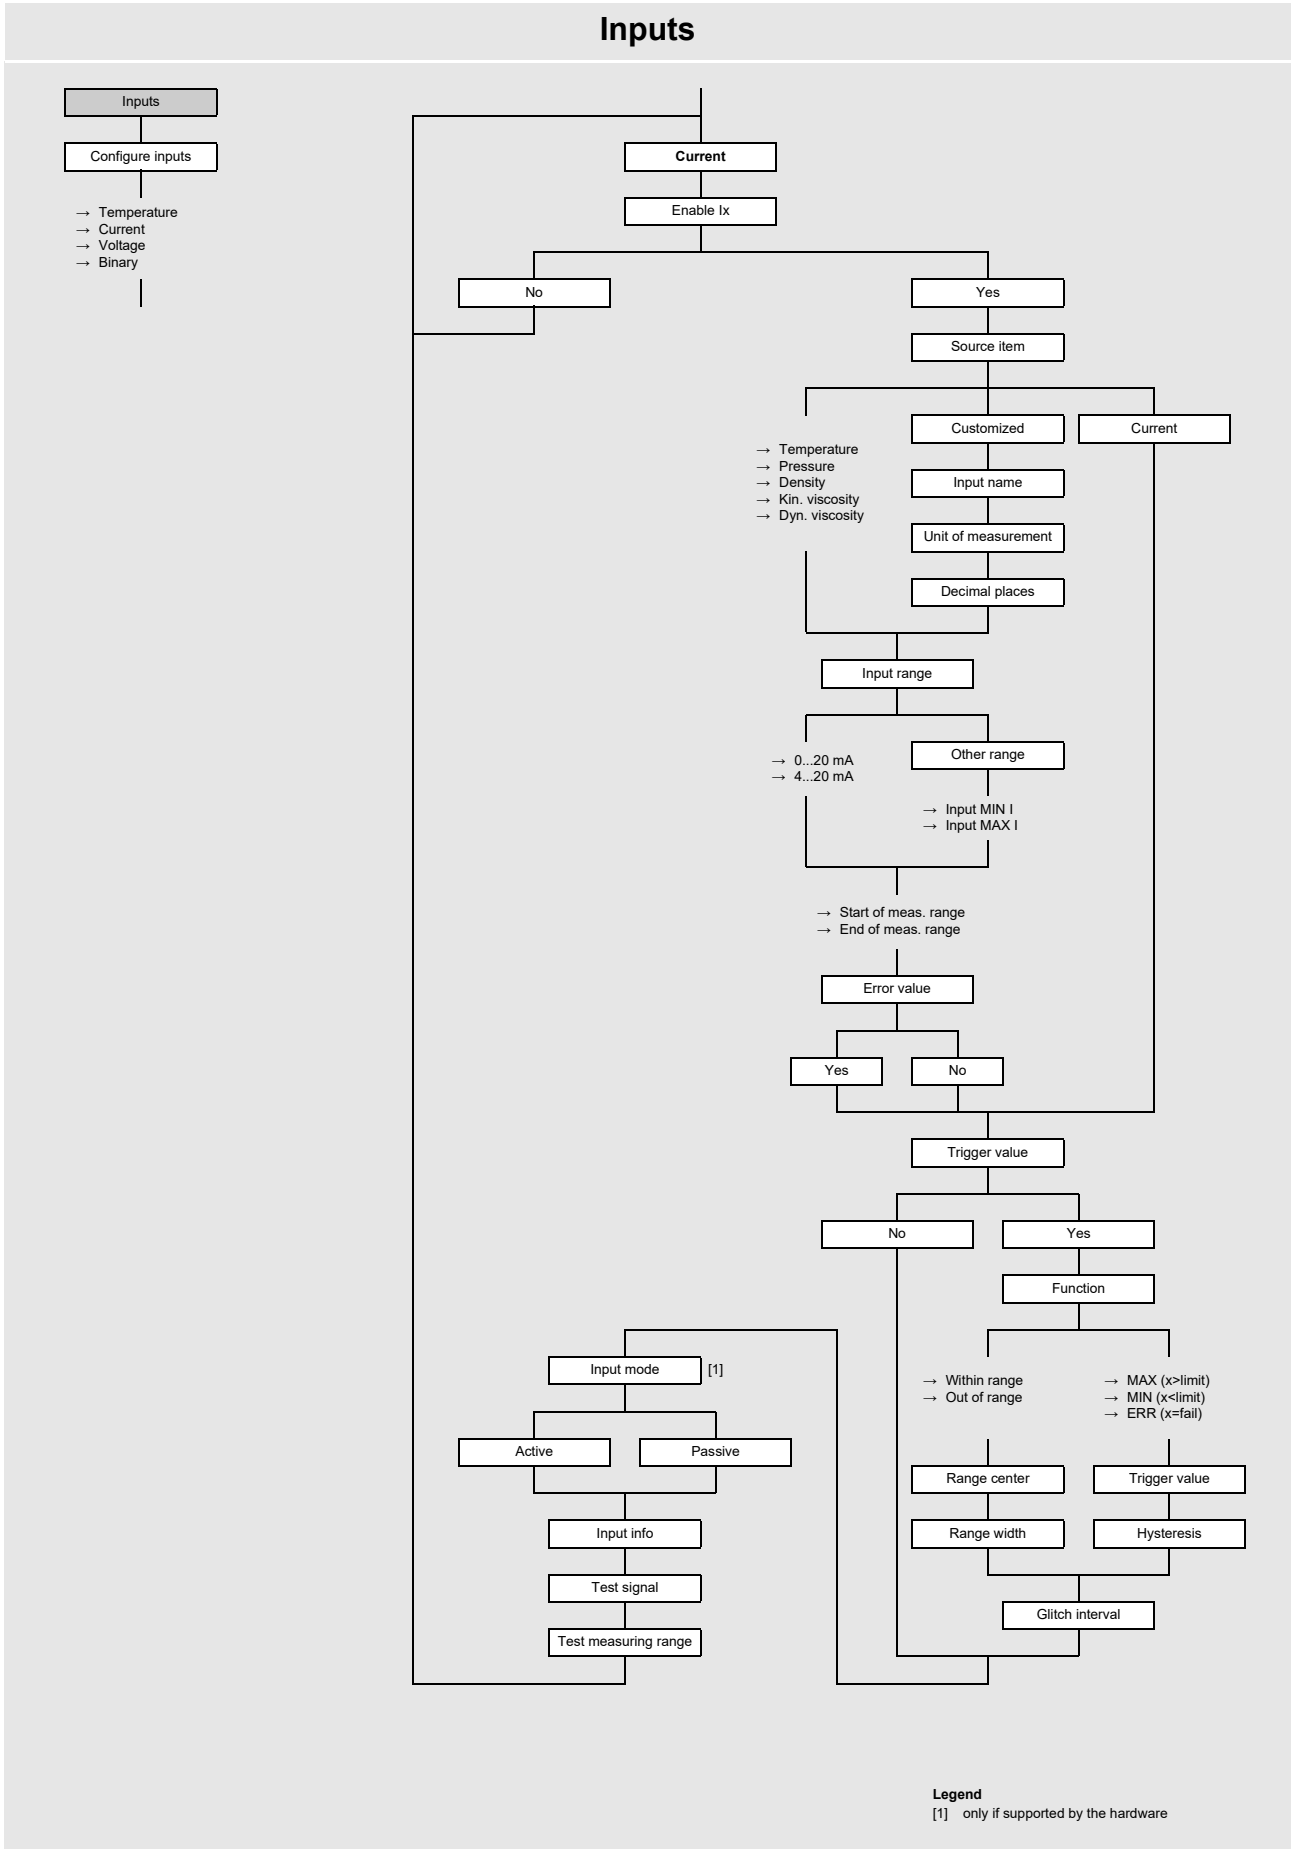 Inputs
Inputs
Configure inputs
→ Temperature
→ Current
→ Voltage
→ Binary
Current
Enable Ix
No
Yes
Source item
Customized
Current
→ Temperature
→ Pressure
→ Density
→ Kin. viscosity
→ Dyn. viscosity
Input name
Unit of measurement
Decimal places
Input range
→ 0...20 mA
→ 4...20 mA
Other range
→ Input MIN I
→ Input MAX I
→ Start of meas. range
→ End of meas. range
Error value
Yes
No
Trigger value
No
Yes
Function
→ Within range
→ Out of range
→ MAX (x>limit)
→ MIN (x<limit)
→ ERR (x=fail)
Range center
Trigger value
Range width
Hysteresis
Glitch interval
Input mode [1]
Active
Passive
Input info
Test signal
Test measuring range
Legend
[1] only if supported by the hardware